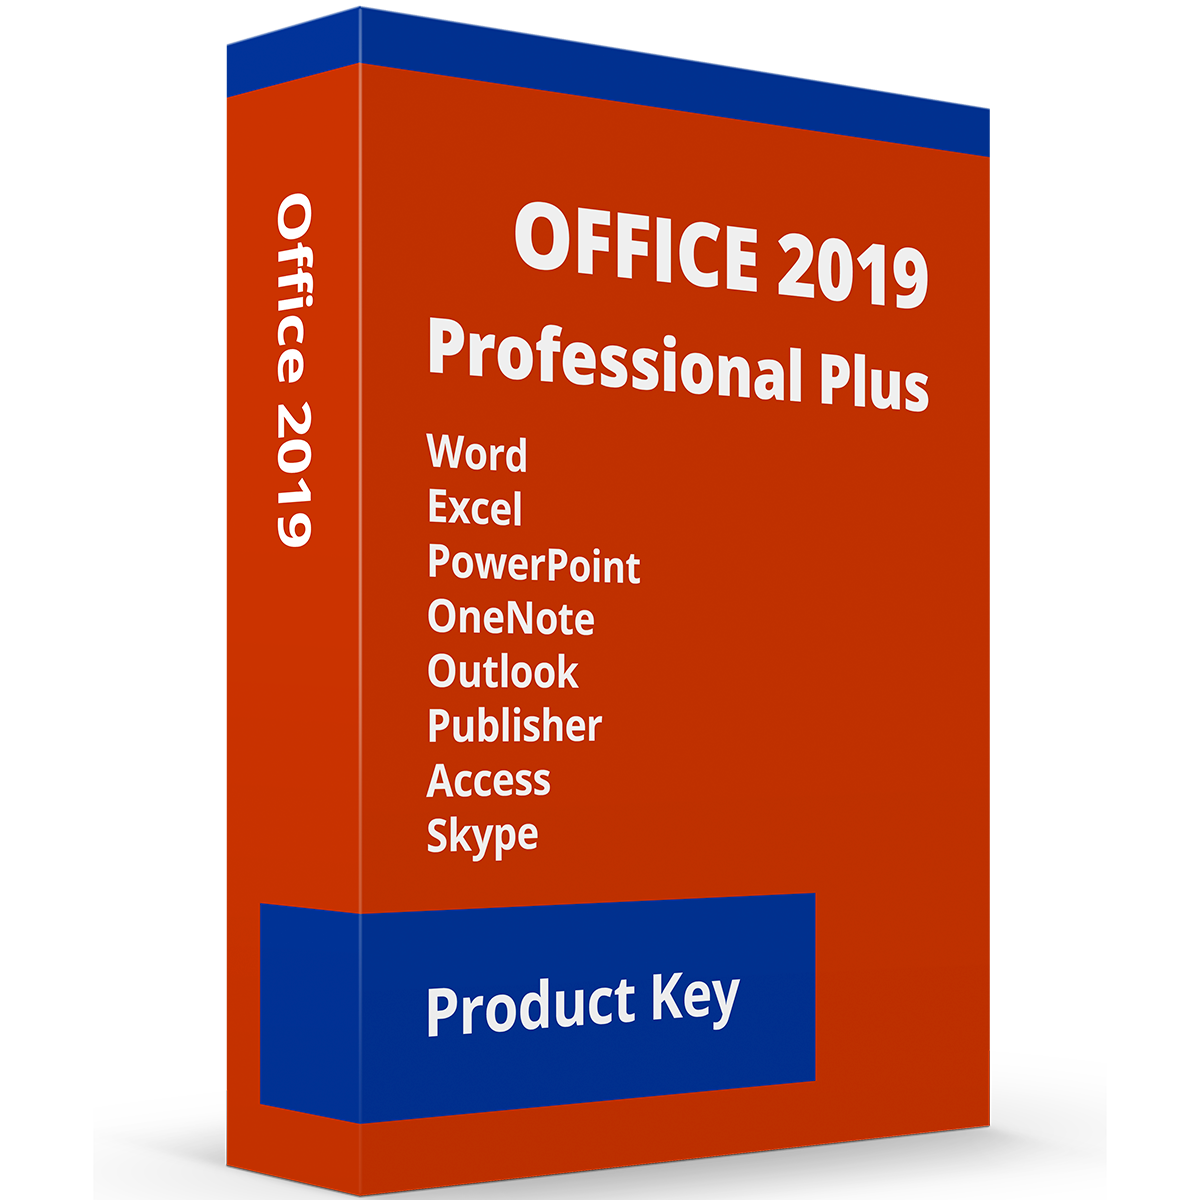 Office 2019
OFFICE 2019
Professional Plus
Word
Excel
PowerPoint
OneNote
Outlook
Publisher
Access
Skype
Product Key